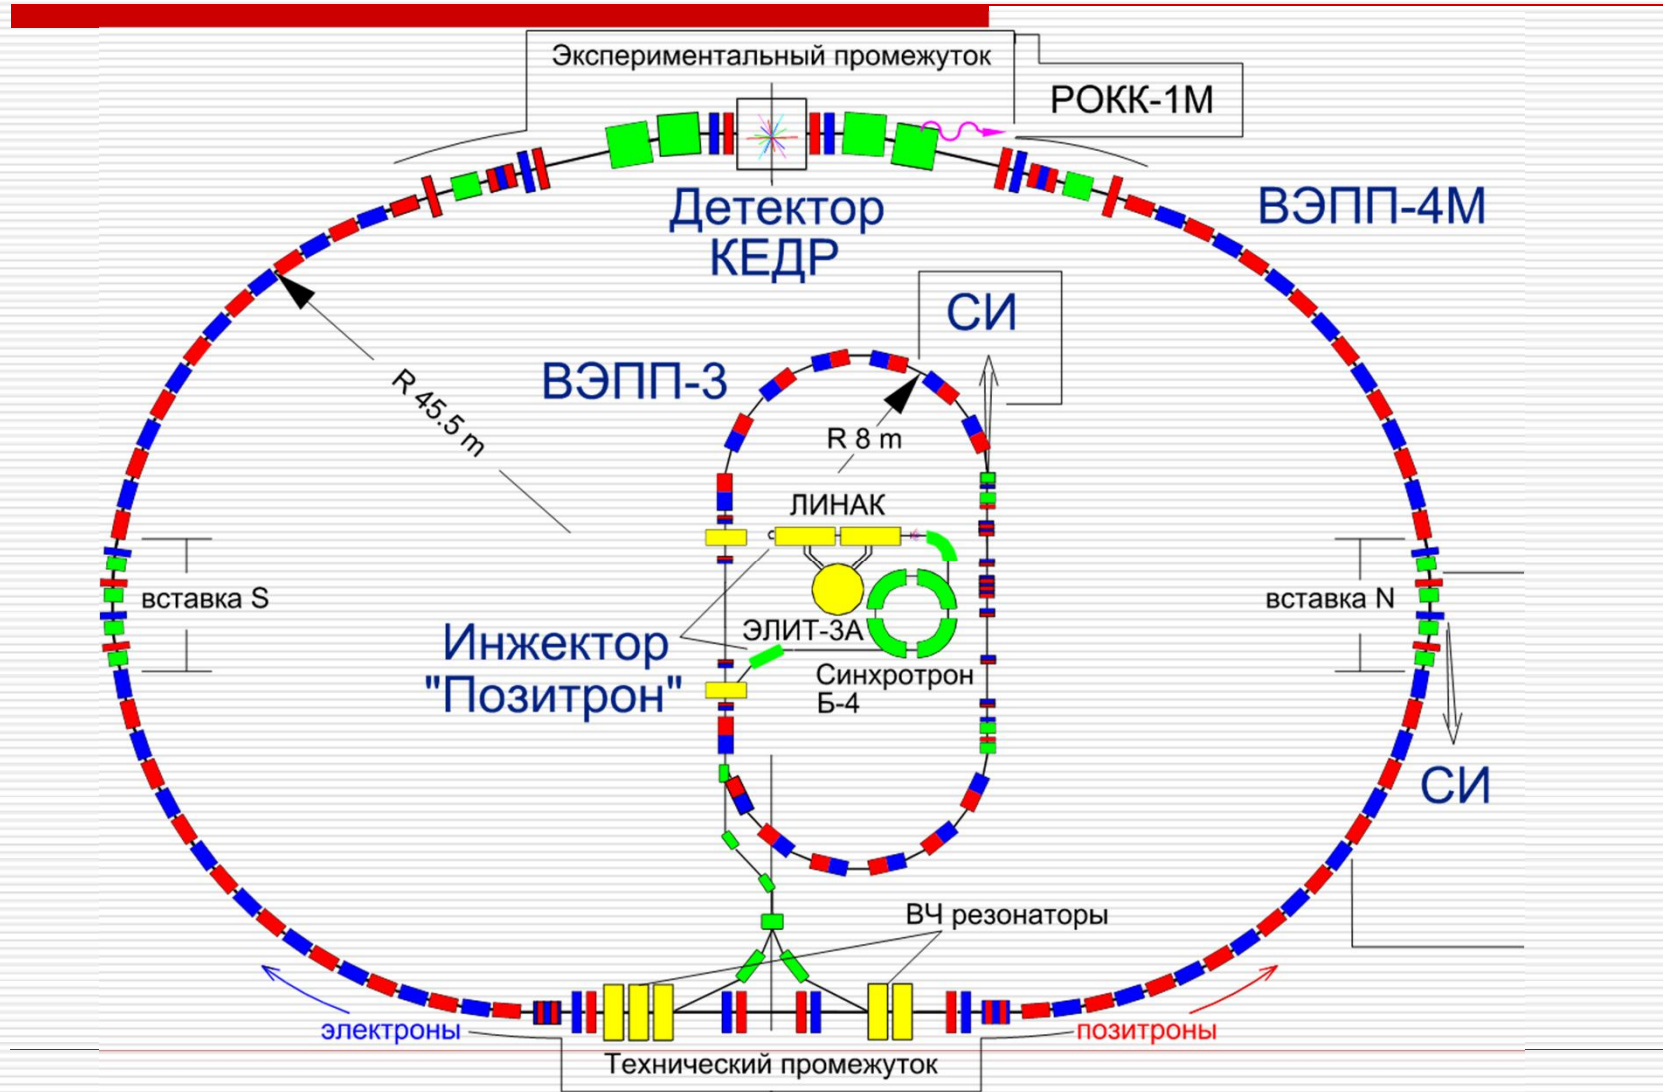 Экспериментальный промежуток
РОКК-1М
Детектор
КЕДР
ВЭПП-4М
СИ
ВЭПП-3
R 45.5 m
R 8 m
ЛИНАК
вставка S
вставка N
ЭЛИТ-3А
Инжектор
"Позитрон"
Синхротрон
Б-4
СИ
ВЧ резонаторы
электроны
позитроны
Технический промежуток